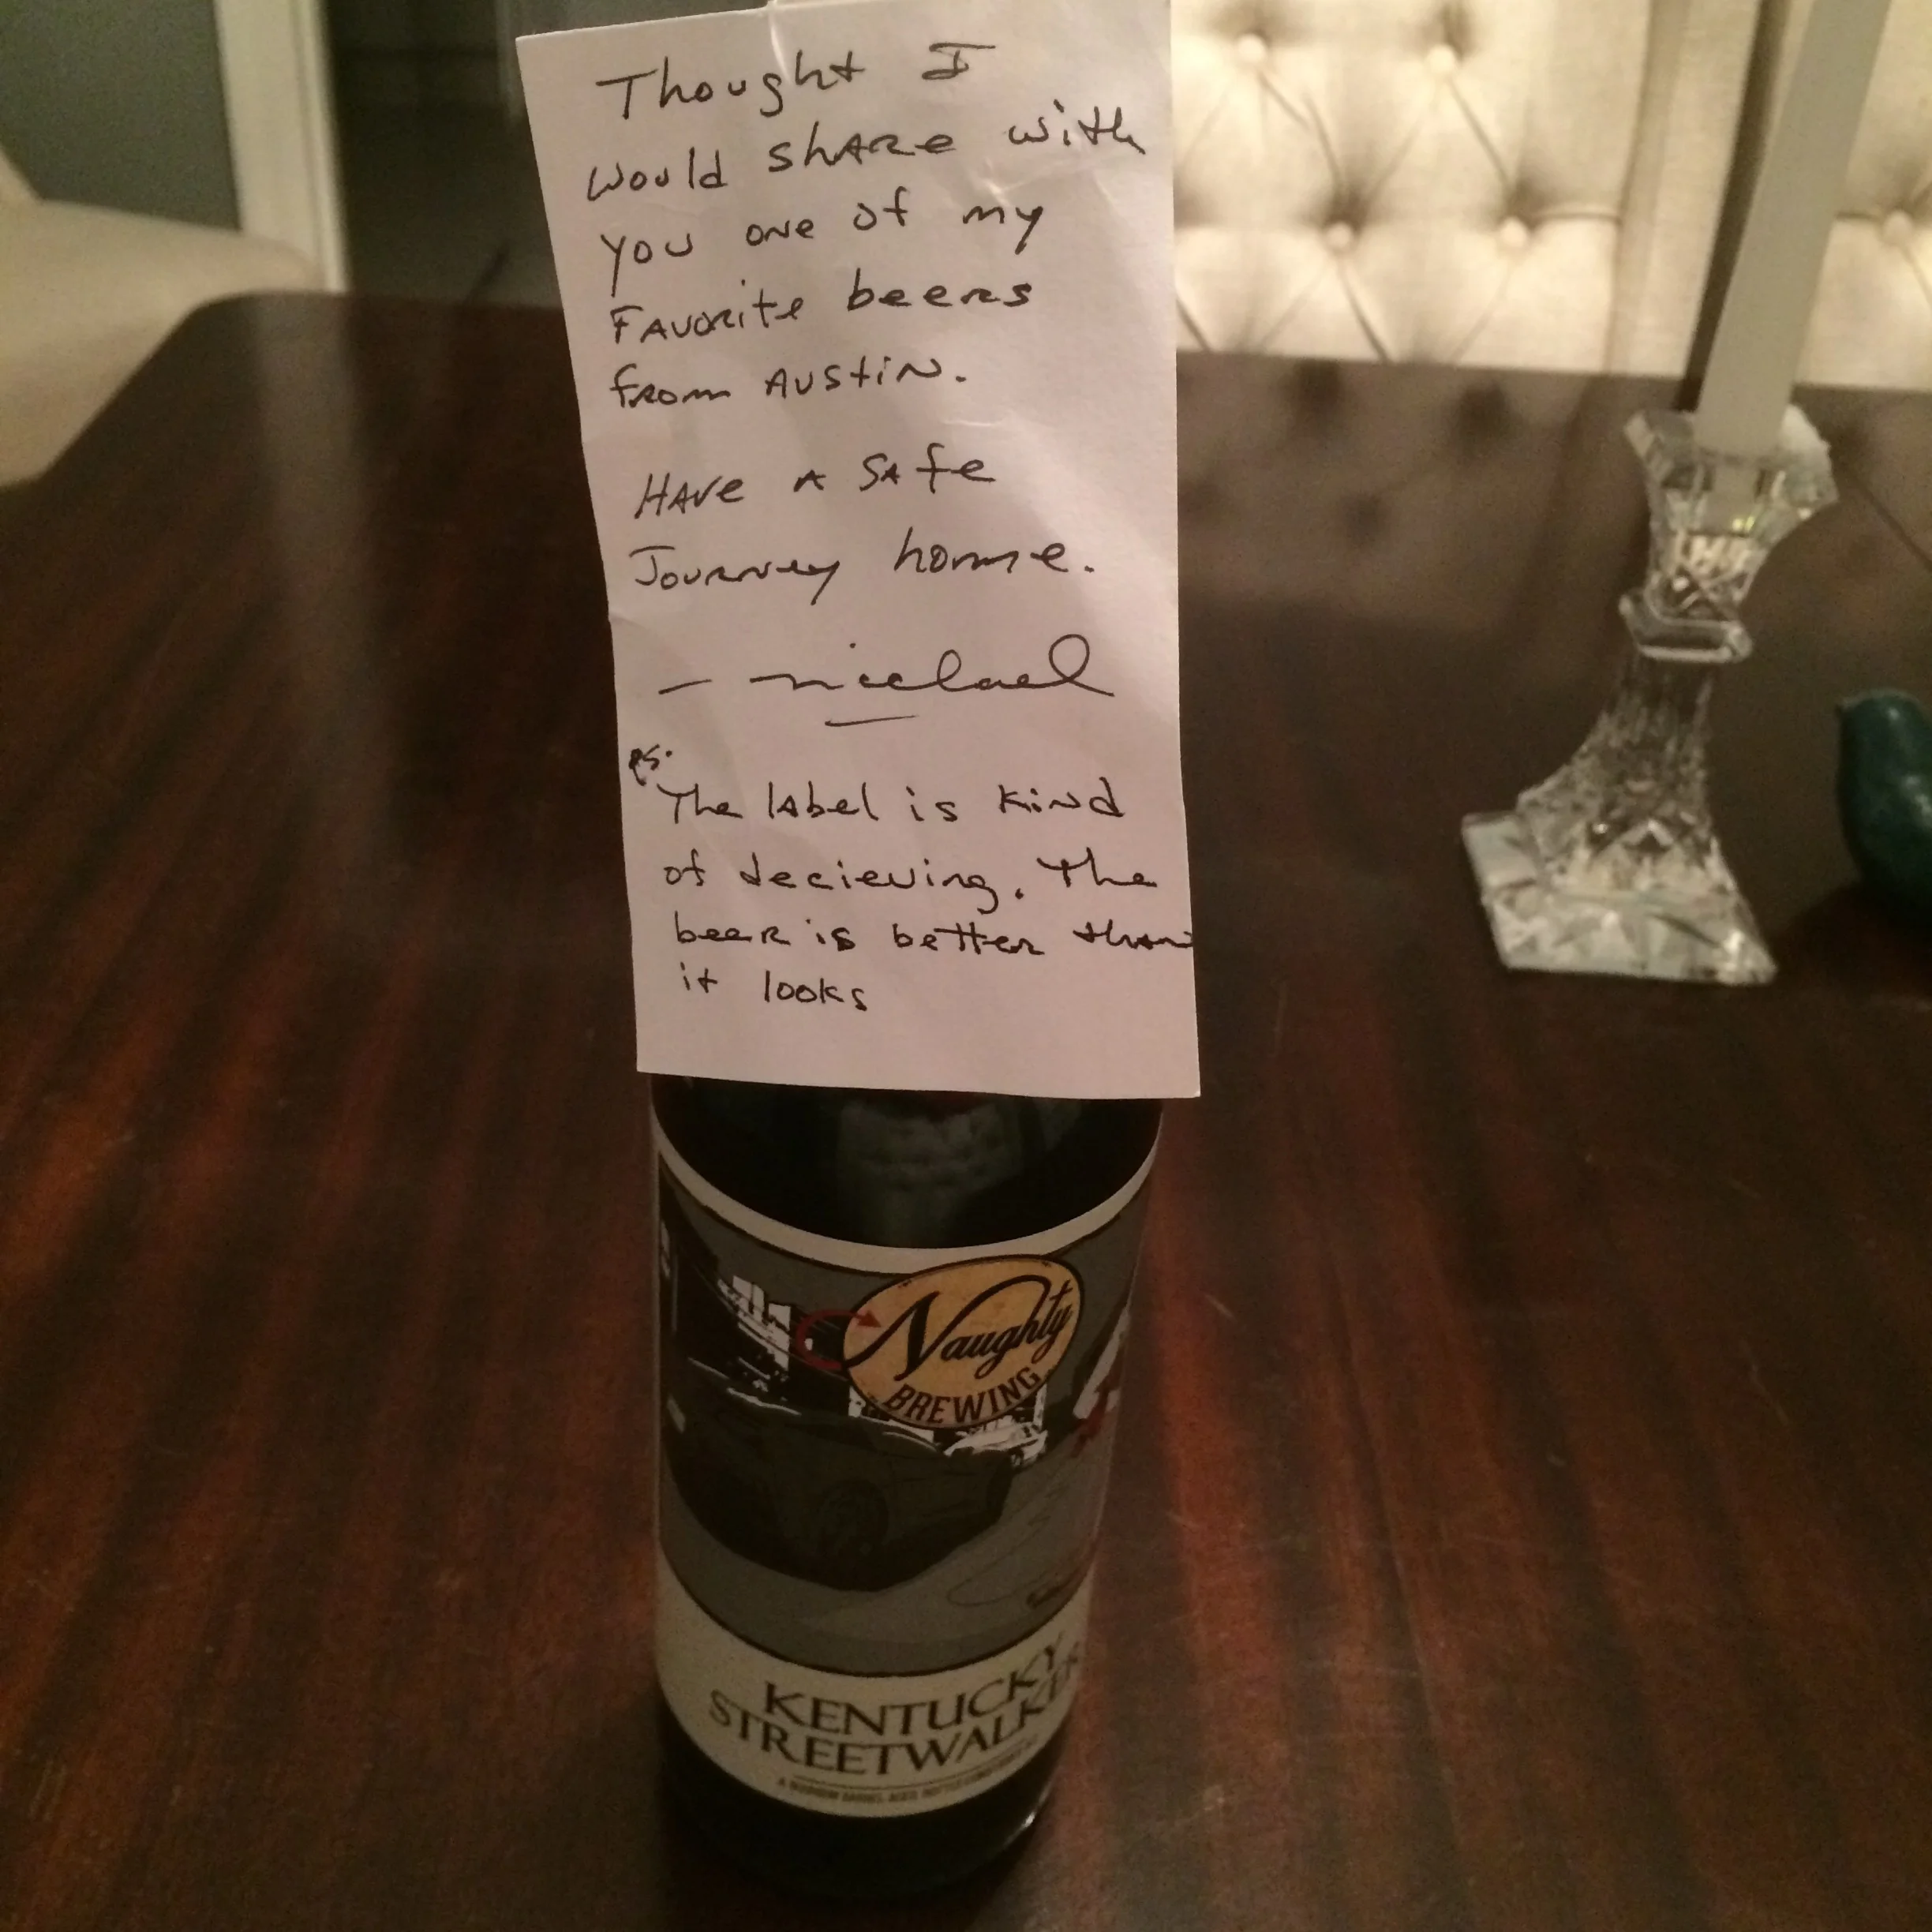 Thought I
would share with
you one of my
Favorite beers
from Austin.
Have a safe
Journey home.
— Michael
PS.
The label is kind
of decieving. The
beer is better than
it looks
Naughty
BREWING
KENTUCKY
STREETWALKER